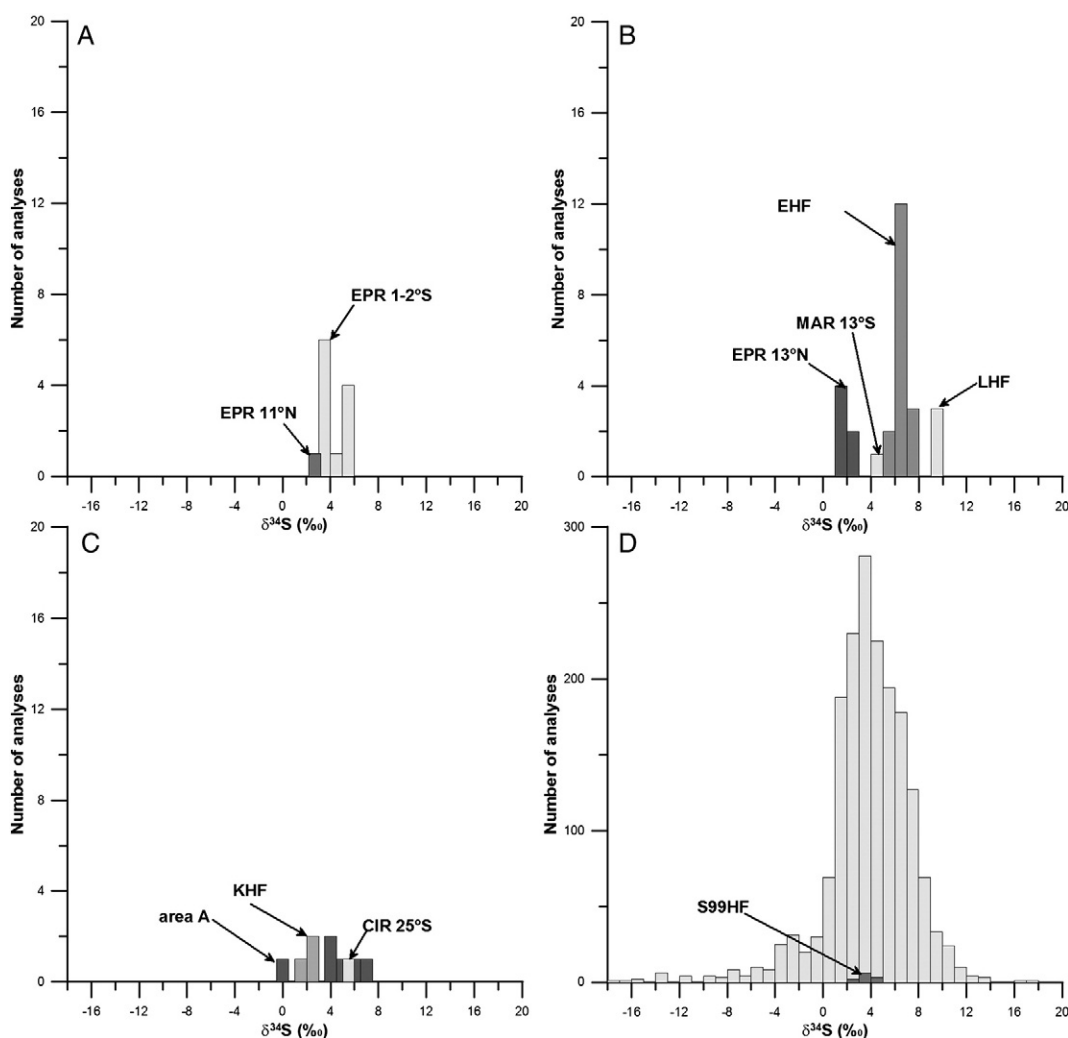 A
20
16
12
8
4
0
Number of analyses
EPR 1-2ºS
EPR 11ºN
-16 -12 -8 -4 0 4 8 12 16 20
δ³⁴S (‰)
B
20
16
12
8
4
0
Number of analyses
EHF
MAR 13ºS
EPR 13ºN
LHF
-16 -12 -8 -4 0 4 8 12 16 20
δ³⁴S (‰)
C
20
16
12
8
4
0
Number of analyses
KHF
area A
CIR 25ºS
-16 -12 -8 -4 0 4 8 12 16 20
δ³⁴S (‰)
D
300
200
100
0
Number of analyses
S99HF
-16 -12 -8 -4 0 4 8 12 16 20
δ³⁴S (‰)